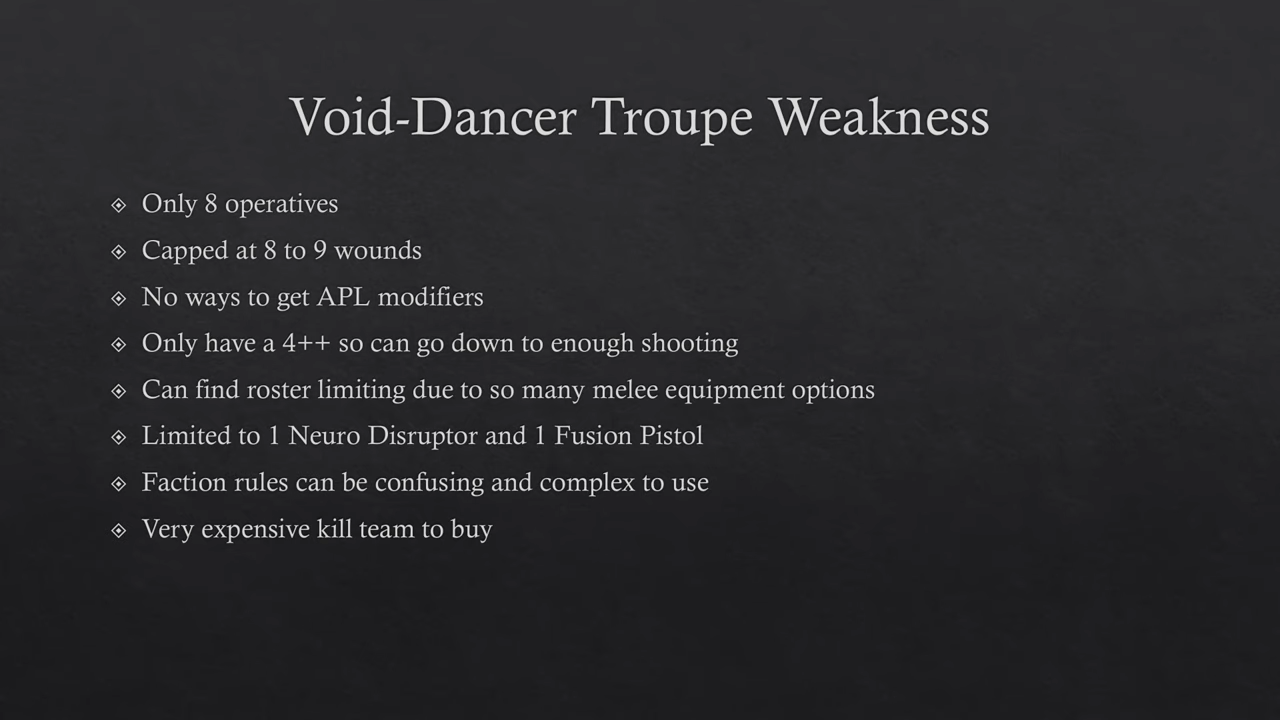 Void-Dancer Troupe Weakness
Only 8 operatives
Capped at 8 to 9 wounds
No ways to get APL modifiers
Only have a 4++ so can go down to enough shooting
Can find roster limiting due to so many melee equipment options
Limited to 1 Neuro Disruptor and 1 Fusion Pistol
Faction rules can be confusing and complex to use
Very expensive kill team to buy